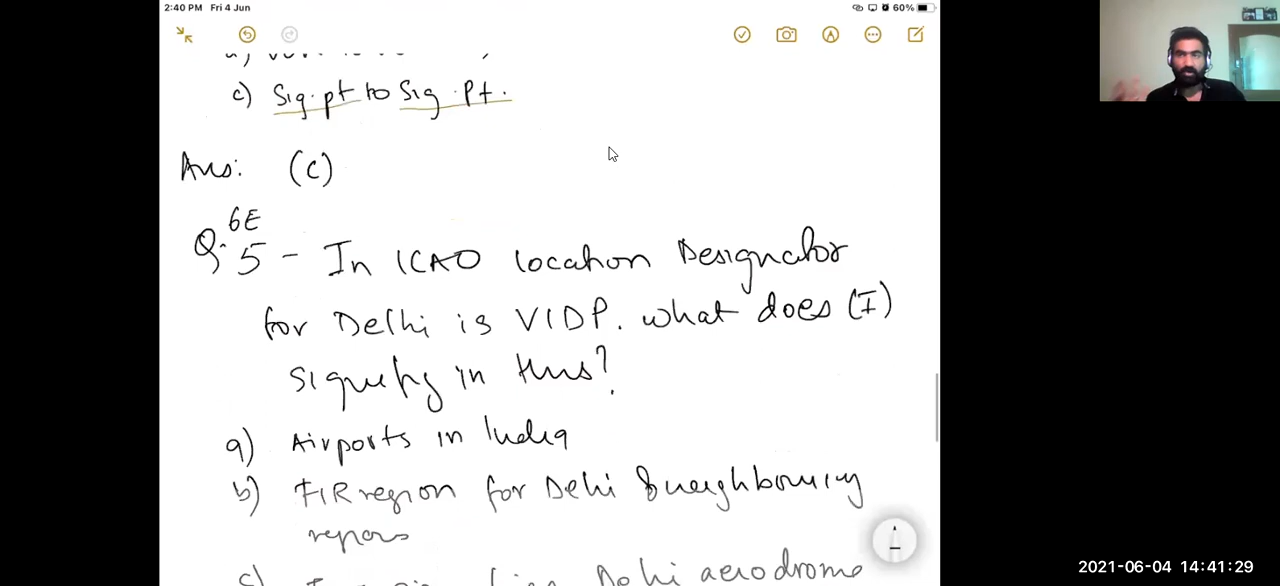 2:40 PM Fri 4 Jun
60%
c) Sig.pt to Sig.Pt.
Ans: (c)
6E
Q.5 - In ICAO location Designator
for Delhi is VIDP. what does (I)
signify in this?
a) Airports in India
b) FIR region for Delhi & neighbouring
c) Delhi aerodrome
2021-06-04 14:41:29